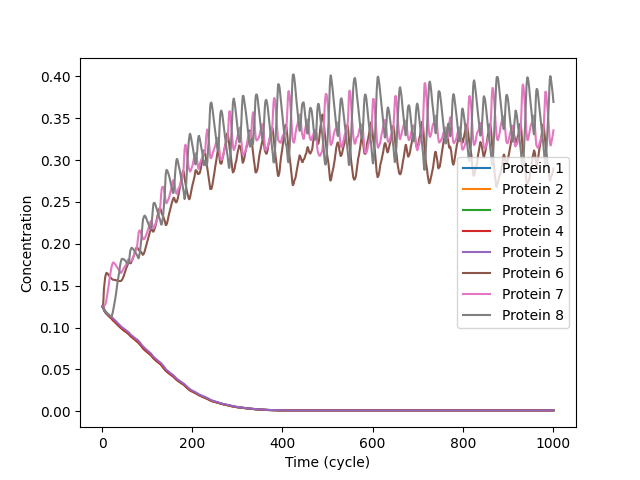 0.40
0.35
0.30
0.25
0.20
0.15
0.10
0.05
0.00
Concentration
0 200 400 600 800 1000
Time (cycle)
Protein 1
Protein 2
Protein 3
Protein 4
Protein 5
Protein 6
Protein 7
Protein 8